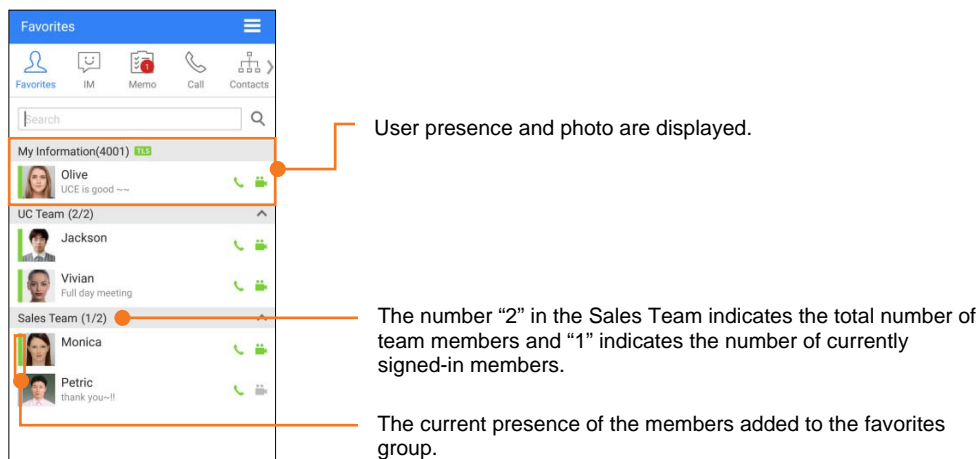 Favorites
1
Favorites IM Memo Call Contacts
Search
My Information(4001) TLS
Olive
UCE is good ~~
UC Team (2/2)
Jackson
Vivian
Full day meeting
Sales Team (1/2)
Monica
Petric
thank you~!!
User presence and photo are displayed.
The number “2” in the Sales Team indicates the total number of
team members and “1” indicates the number of currently
signed-in members.
The current presence of the members added to the favorites
group.